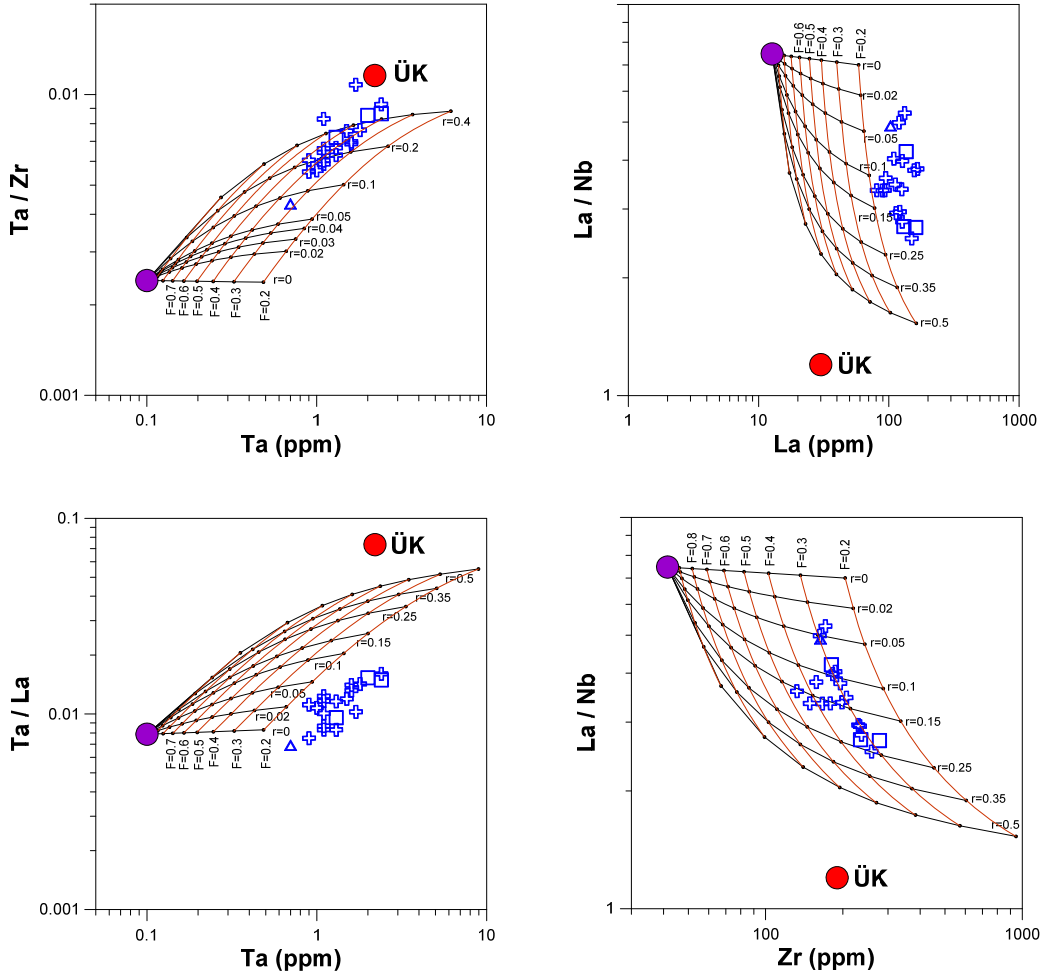 Ta / Zr
0.01
0.001
ÜK
r=0.4
r=0.2
r=0.1
r=0.05
r=0.04
r=0.03
r=0.02
r=0
F=0.7
F=0.6
F=0.5
F=0.4
F=0.3
F=0.2
0.1
1
10
Ta (ppm)
La / Nb
1
F=0.6
F=0.5
F=0.4
F=0.3
F=0.2
r=0
r=0.02
r=0.05
r=0.1
r=0.15
r=0.25
r=0.35
r=0.5
ÜK
1
10
100
1000
La (ppm)
Ta / La
0.1
0.01
0.001
ÜK
r=0.5
r=0.35
r=0.25
r=0.15
r=0.1
r=0.05
r=0.02
r=0
F=0.7
F=0.6
F=0.5
F=0.4
F=0.3
F=0.2
0.1
1
10
Ta (ppm)
La / Nb
1
F=0.8
F=0.7
F=0.6
F=0.5
F=0.4
F=0.3
F=0.2
r=0
r=0.02
r=0.05
r=0.1
r=0.15
r=0.25
r=0.35
r=0.5
ÜK
100
1000
Zr (ppm)